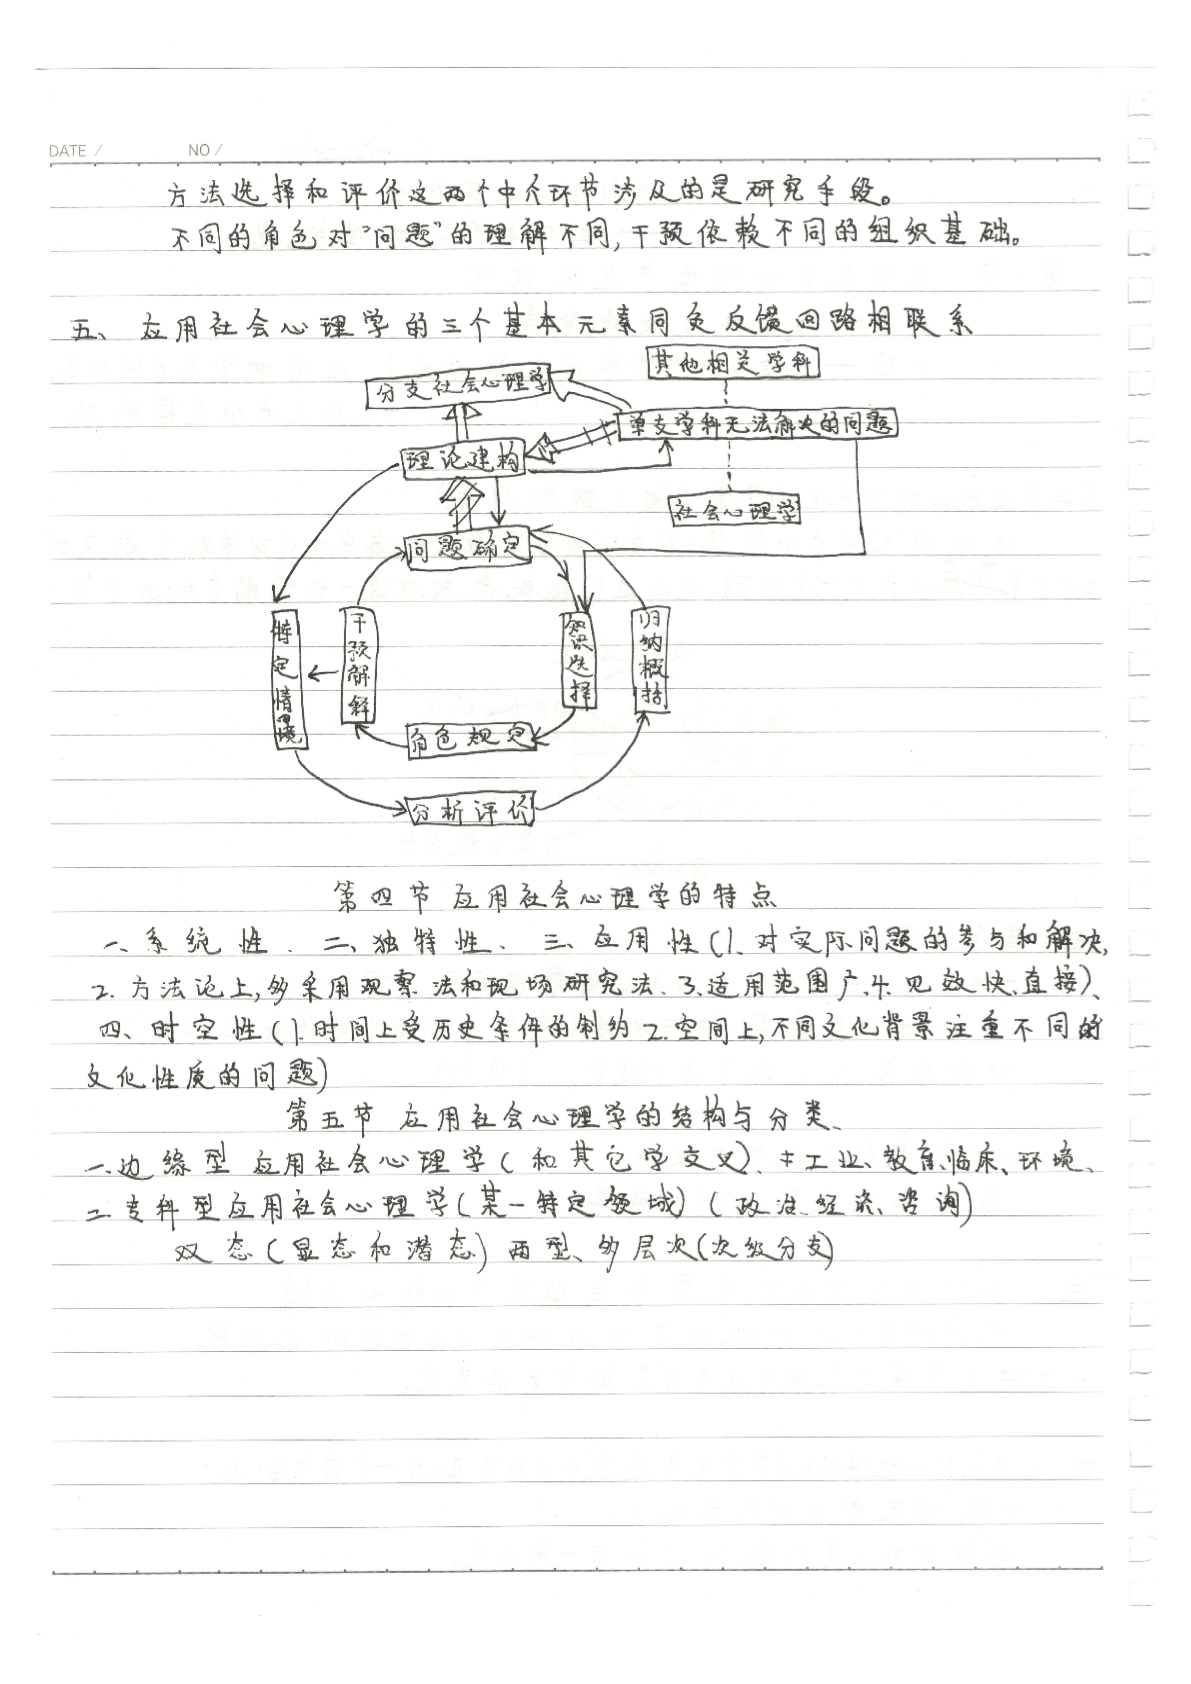 DATE / NO /
方法选择和评价这两个中介环节涉及的是研究手段。
不同的角色对“问题”的理解不同,干预依赖不同的组织基础。
五、应用社会心理学的三个基本元素同负反馈回路相联系
其他相关学科
分支社会心理学
单支学科无法解决的问题
理论建构
社会心理学
问题确定
特定情境
干预解释
知识选择
归纳概括
角色规定
分析评价
第四节 应用社会心理学的特点
一、系统性、二、独特性、三、应用性(1.对实际问题的参与和解决,
2.方法论上,多采用观察法和现场研究法、3.适用范围广、4.见效快、直接)、
四、时空性(1.时间上受历史条件的制约 2.空间上,不同文化背景注重不同的
文化性质的问题)
第五节 应用社会心理学的结构与分类、
一.边缘型应用社会心理学(和其它学交叉)、工业、教育、临床、环境、
二专科型应用社会心理学(某一特定领域)(政治、经济、咨询)
双态(显态和潜态)两型、多层次(次级分支)